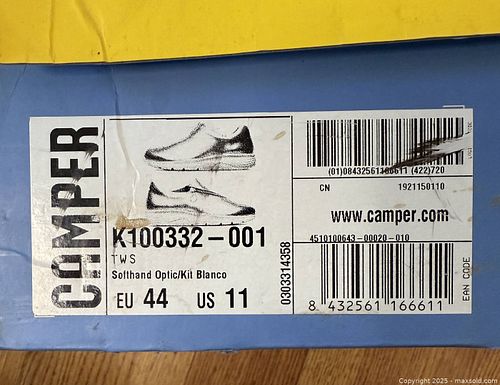 CAMPER
K100332-001
TWS
Softhand Optic/Kit Blanco
EU 44 US 11
0303314358
(01)08432561166611 (422)720
CN 1921150110
www.camper.com
4510100643-00020-010
8 432561 166611
EAN CODE
Copyright 2025 - maxsold.com